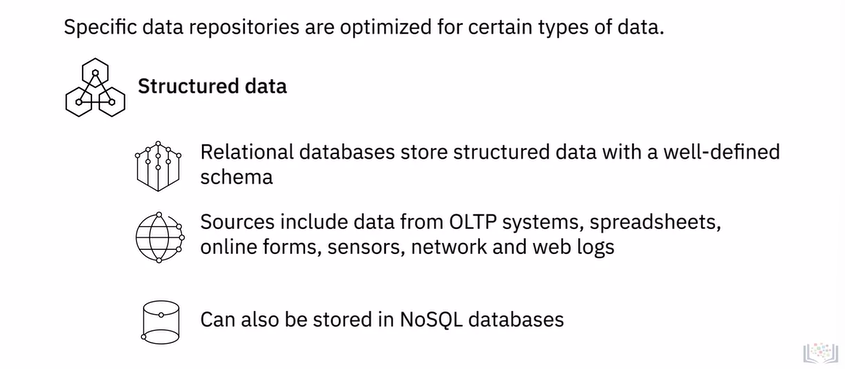 Specific data repositories are optimized for certain types of data.
Structured data
Relational databases store structured data with a well-defined
schema
Sources include data from OLTP systems, spreadsheets,
online forms, sensors, network and web logs
Can also be stored in NoSQL databases